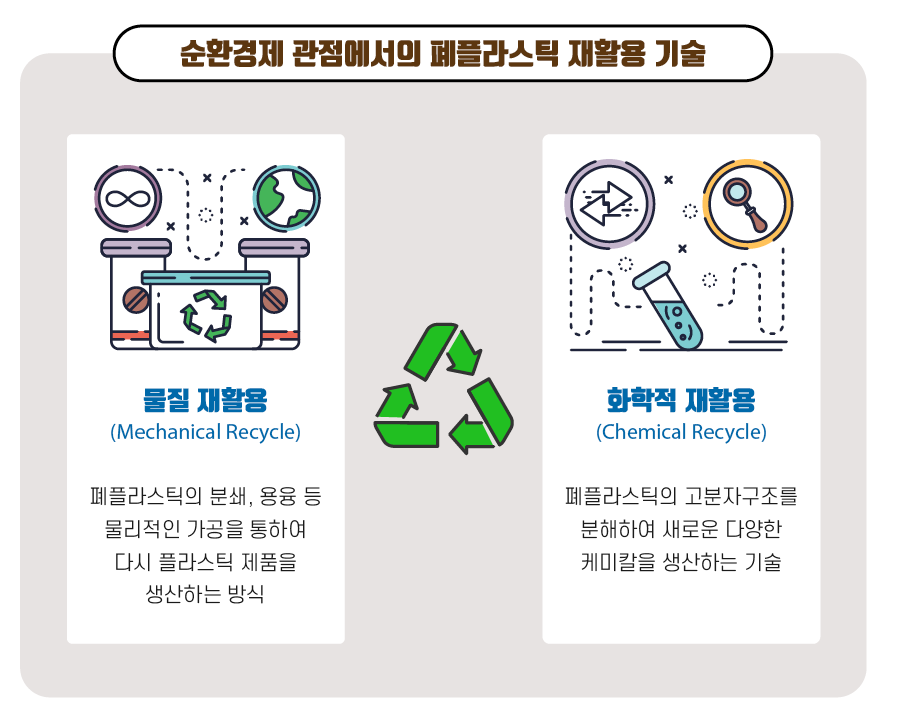 순환경제 관점에서의 폐플라스틱 재활용 기술
물질 재활용
(Mechanical Recycle)
폐플라스틱의 분쇄, 용융 등
물리적인 가공을 통하여
다시 플라스틱 제품을
생산하는 방식
화학적 재활용
(Chemical Recycle)
폐플라스틱의 고분자구조를
분해하여 새로운 다양한
케미칼을 생산하는 기술